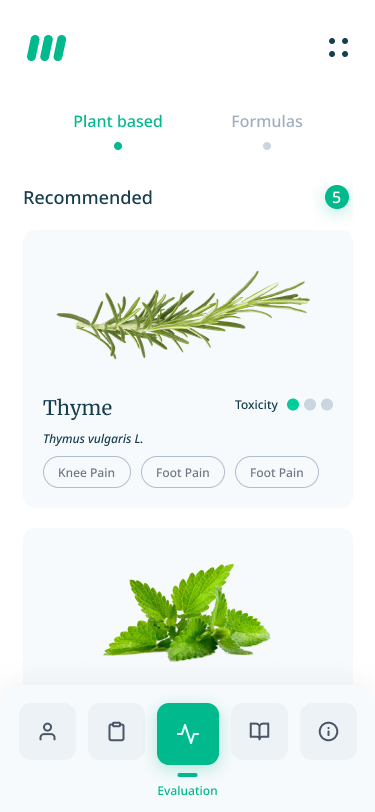 Plant based
Formulas
Recommended
5
Thyme
Toxicity
Thymus vulgaris L.
Knee Pain
Foot Pain
Foot Pain
Evaluation